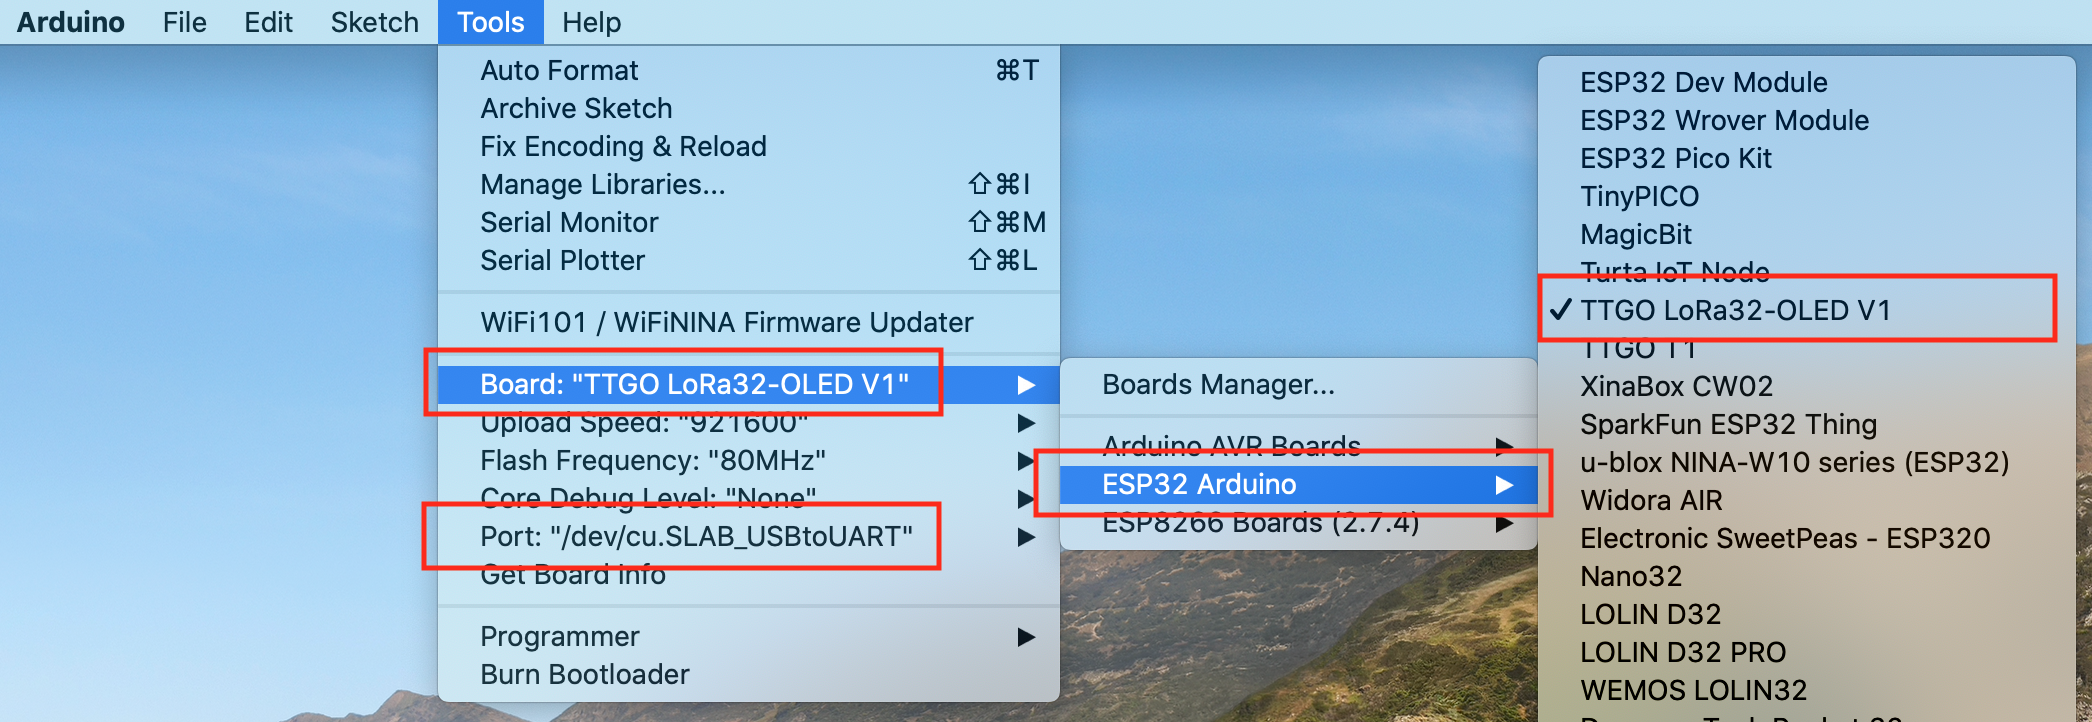 Arduino File Edit Sketch Tools Help
Auto Format ⌘T
Archive Sketch
Fix Encoding & Reload
Manage Libraries... ⇧⌘I
Serial Monitor ⇧⌘M
Serial Plotter ⇧⌘L
WiFi101 / WiFiNINA Firmware Updater
Board: "TTGO LoRa32-OLED V1"
Upload Speed: "921600"
Flash Frequency: "80MHz"
Core Debug Level: "None"
Port: "/dev/cu.SLAB_USBtoUART"
Get Board Info
Programmer
Burn Bootloader
Boards Manager...
Arduino AVR Boards
ESP32 Arduino
ESP8266 Boards (2.7.4)
ESP32 Dev Module
ESP32 Wrover Module
ESP32 Pico Kit
TinyPICO
MagicBit
Turta IoT Node
✓ TTGO LoRa32-OLED V1
TTGO T1
XinaBox CW02
SparkFun ESP32 Thing
u-blox NINA-W10 series (ESP32)
Widora AIR
Electronic SweetPeas - ESP320
Nano32
LOLIN D32
LOLIN D32 PRO
WEMOS LOLIN32